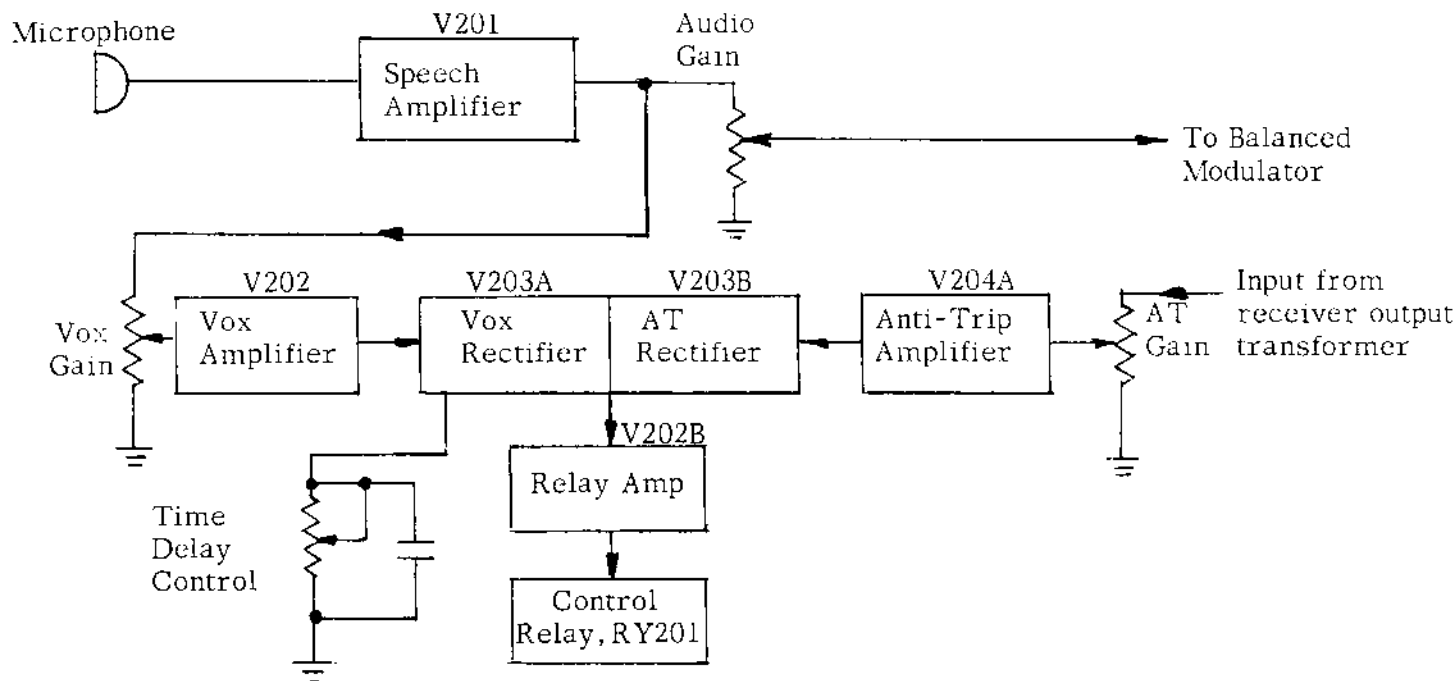 Microphone
V201
Speech
Amplifier
Audio
Gain
To Balanced
Modulator
Vox
Gain
V202
Vox
Amplifier
V203A
Vox
Rectifier
V203B
AT
Rectifier
V204A
Anti-Trip
Amplifier
AT
Gain
Input from
receiver output
transformer
V202B
Relay Amp
Time
Delay
Control
Control
Relay, RY201